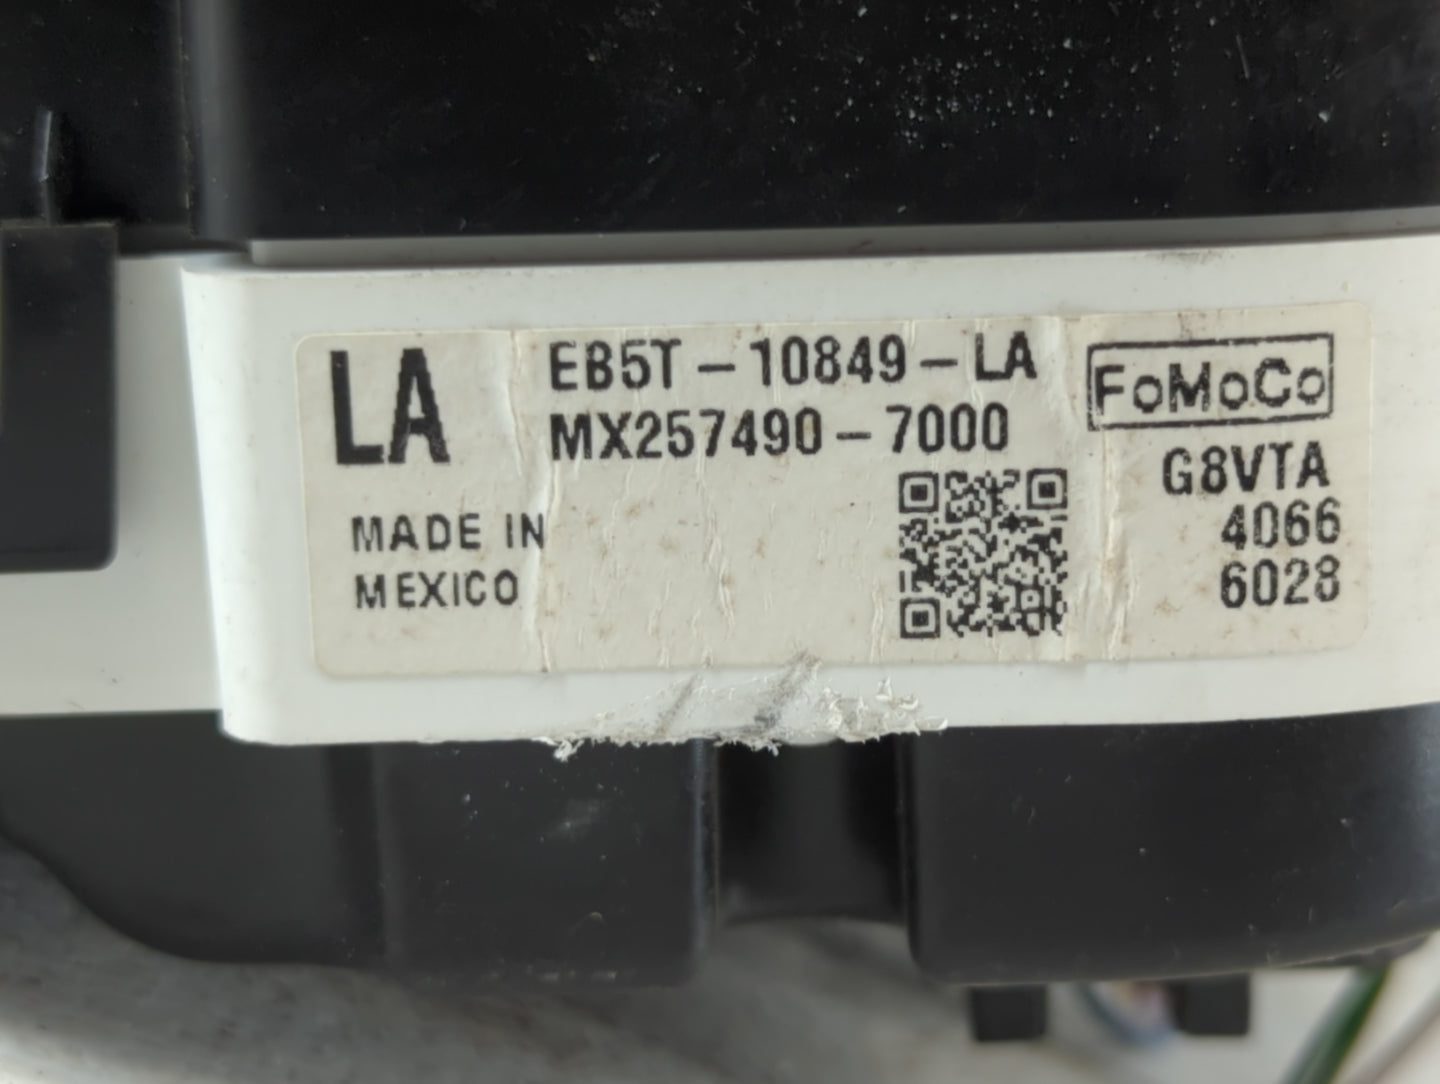 LA
EB5T-10849-LA
MX257490-7000
MADE IN
MEXICO
FoMoCo
G8VTA
4066
6028